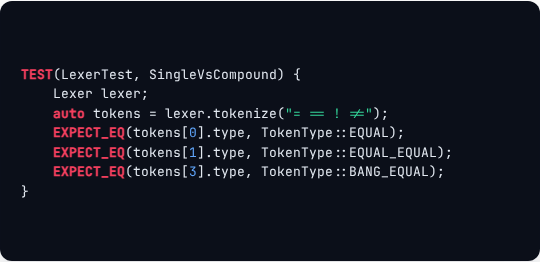 TEST(LexerTest, SingleVsCompound) {
    Lexer lexer;
    auto tokens = lexer.tokenize("= == ! !=");
    EXPECT_EQ(tokens[0].type, TokenType::EQUAL);
    EXPECT_EQ(tokens[1].type, TokenType::EQUAL_EQUAL);
    EXPECT_EQ(tokens[3].type, TokenType::BANG_EQUAL);
}